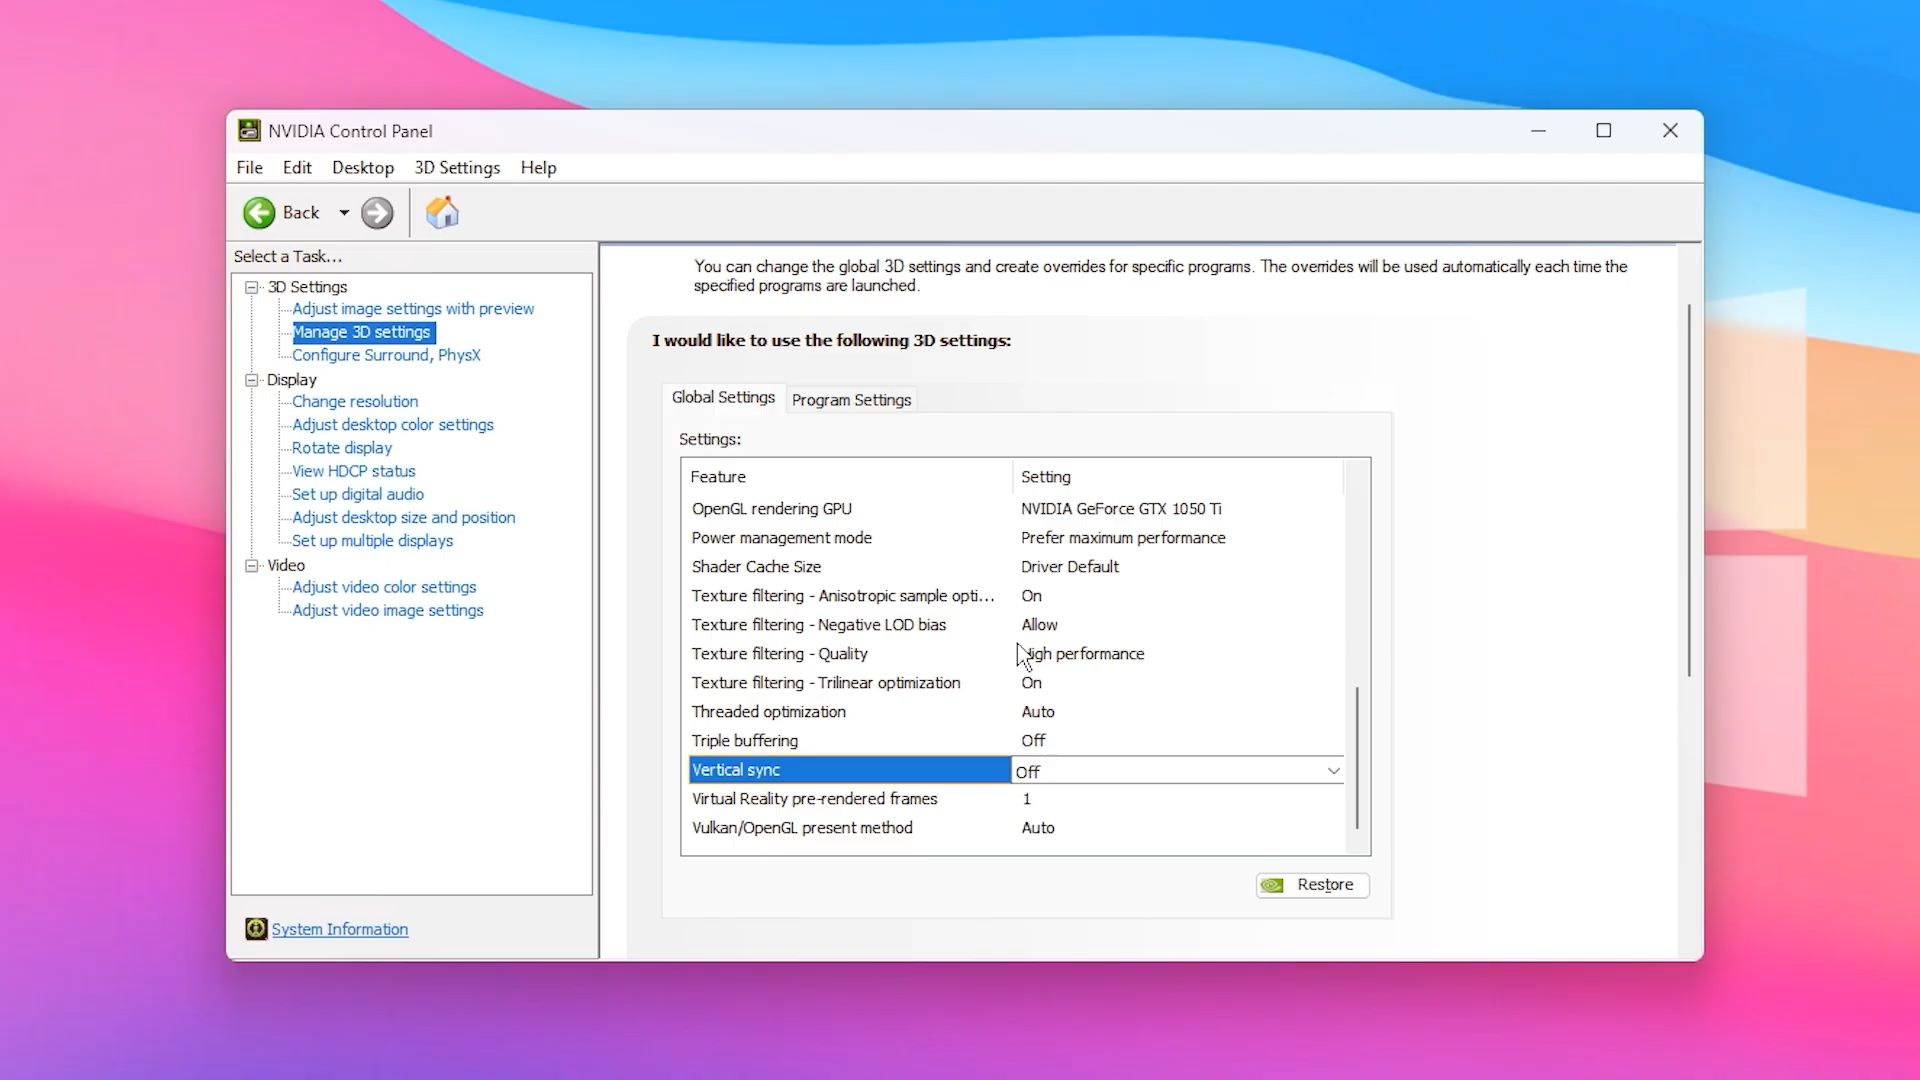 NVIDIA Control Panel
File Edit Desktop 3D Settings Help
Back
Select a Task...
3D Settings
Adjust image settings with preview
Manage 3D settings
Configure Surround, PhysX
Display
Change resolution
Adjust desktop color settings
Rotate display
View HDCP status
Set up digital audio
Adjust desktop size and position
Set up multiple displays
Video
Adjust video color settings
Adjust video image settings
System Information
You can change the global 3D settings and create overrides for specific programs. The overrides will be used automatically each time the
specified programs are launched.
I would like to use the following 3D settings:
Global Settings Program Settings
Settings:
Feature Setting
OpenGL rendering GPU NVIDIA GeForce GTX 1050 Ti
Power management mode Prefer maximum performance
Shader Cache Size Driver Default
Texture filtering - Anisotropic sample opti... On
Texture filtering - Negative LOD bias Allow
Texture filtering - Quality High performance
Texture filtering - Trilinear optimization On
Threaded optimization Auto
Triple buffering Off
Vertical sync Off
Virtual Reality pre-rendered frames 1
Vulkan/OpenGL present method Auto
Restore